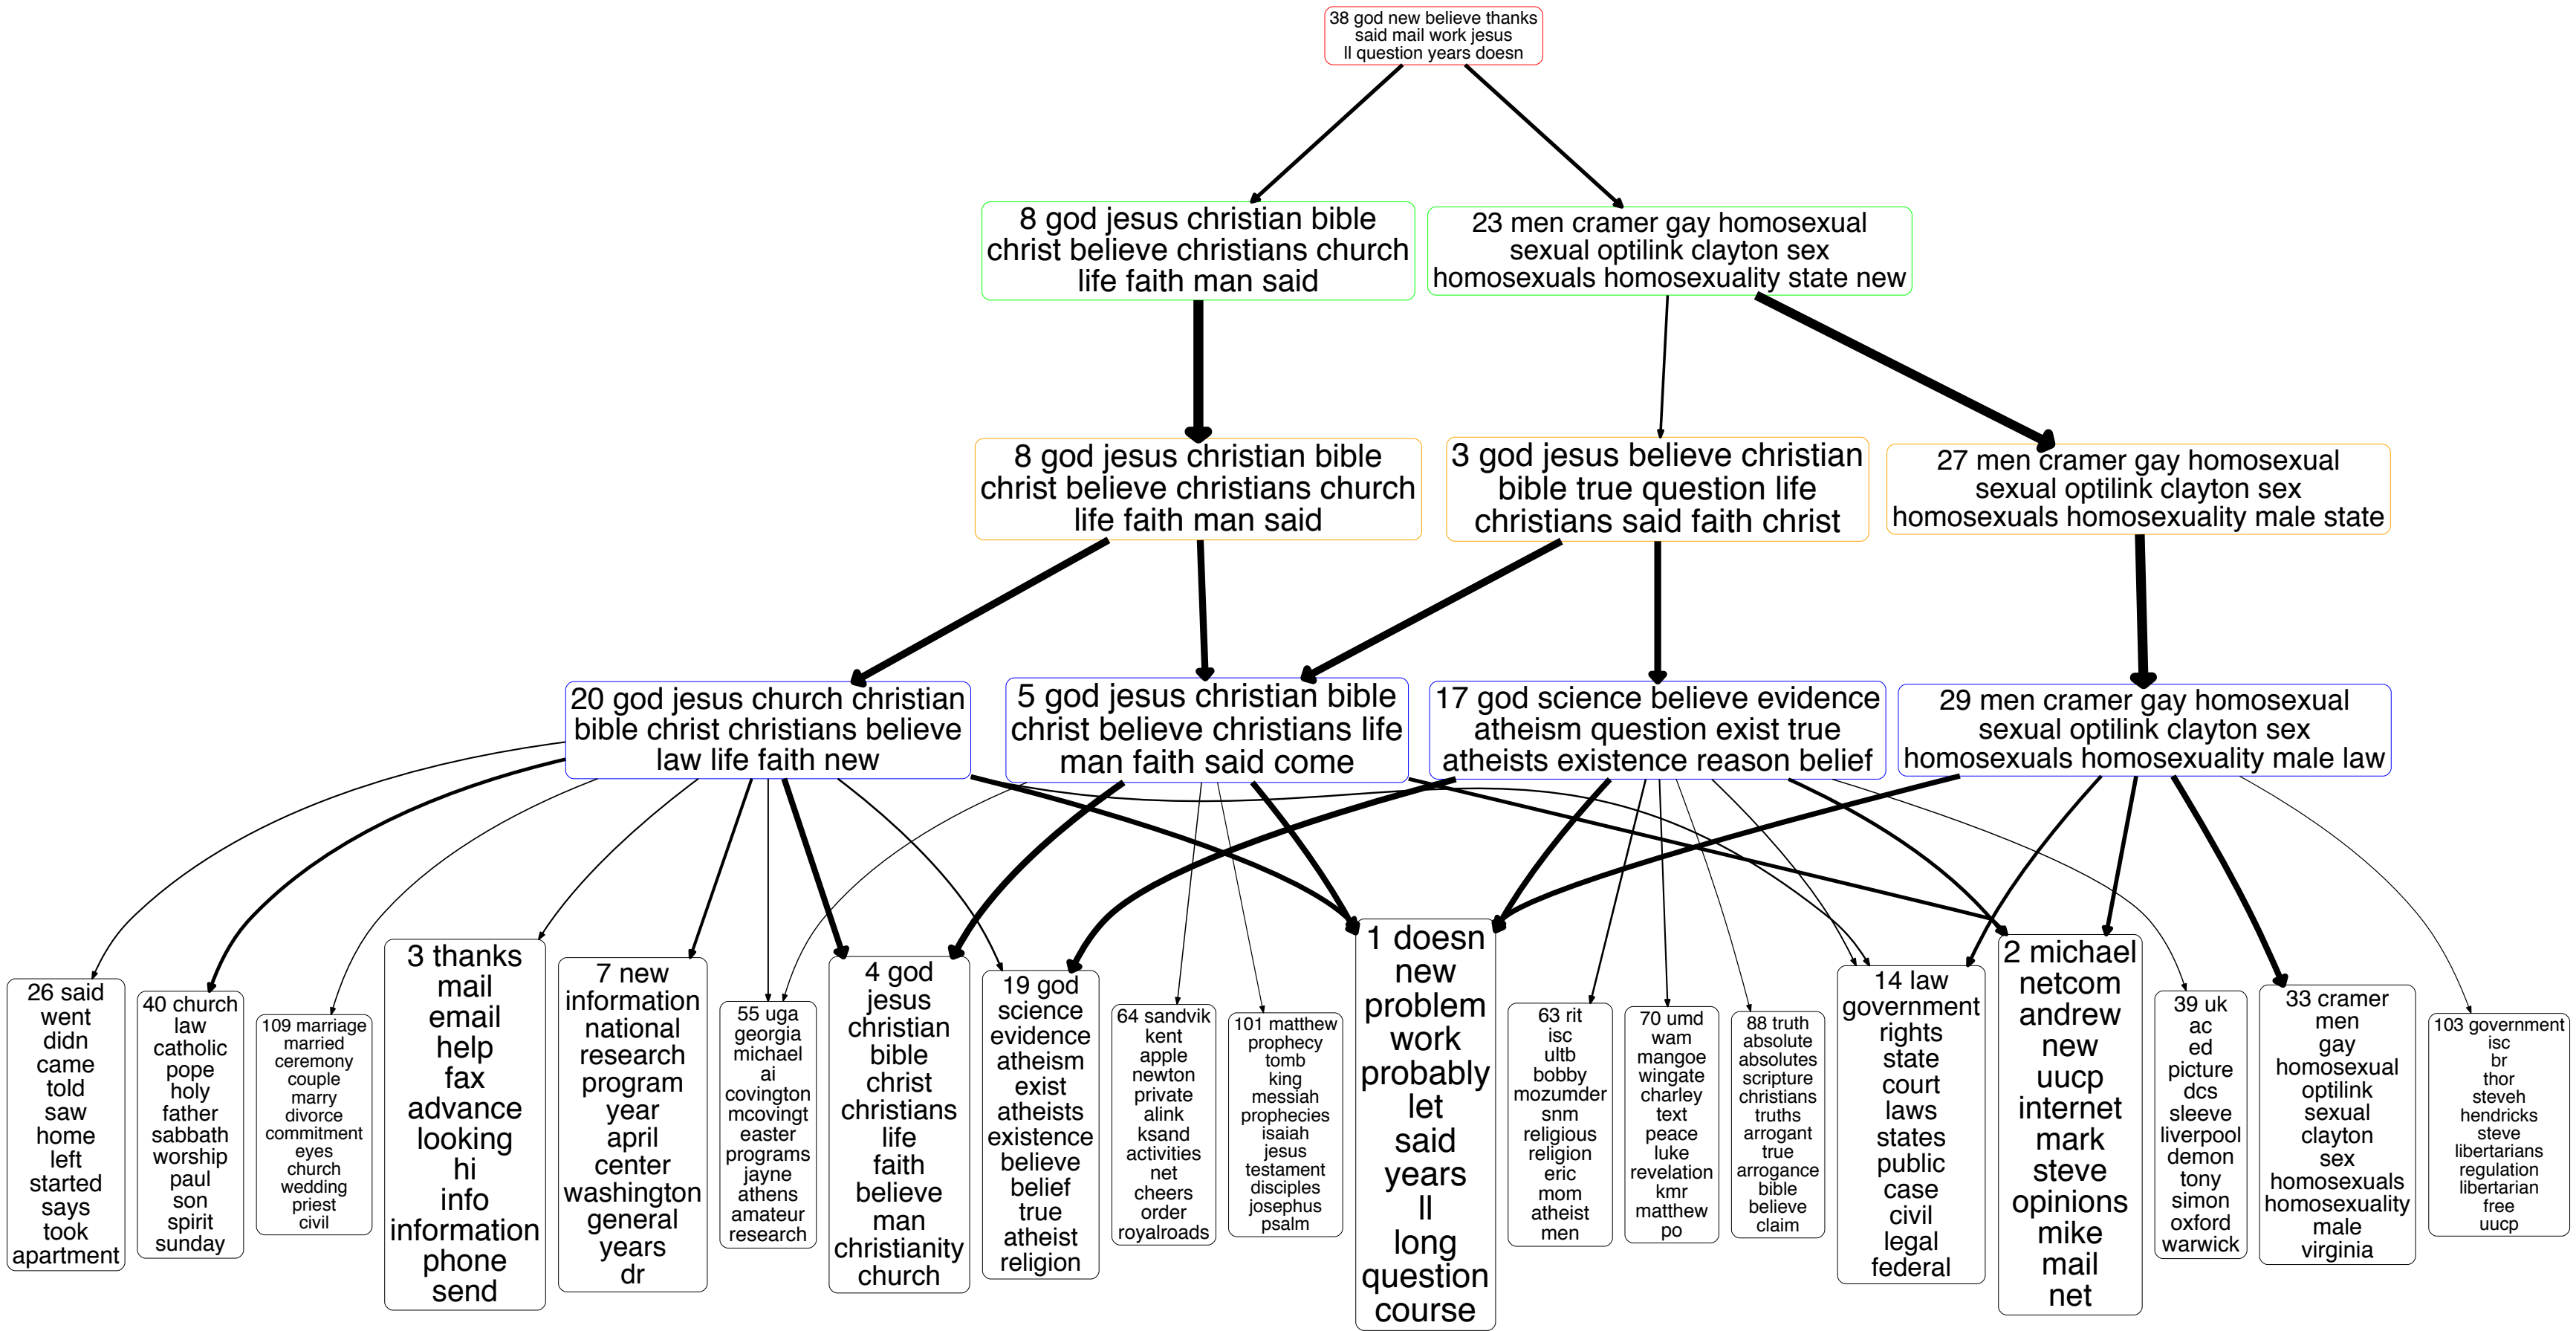 38 god new believe thanks
said mail work jesus
ll question years doesn
8 god jesus christian bible
christ believe christians church
life faith man said
23 men cramer gay homosexual
sexual optilink clayton sex
homosexuals homosexuality state new
8 god jesus christian bible
christ believe christians church
life faith man said
3 god jesus believe christian
bible true question life
christians said faith christ
27 men cramer gay homosexual
sexual optilink clayton sex
homosexuals homosexuality male state
20 god jesus church christian
bible christ christians believe
law life faith new
5 god jesus christian bible
christ believe christians life
man faith said come
17 god science believe evidence
atheism question exist true
atheists existence reason belief
29 men cramer gay homosexual
sexual optilink clayton sex
homosexuals homosexuality male law
26 said
went
didn
came
told
saw
home
left
started
says
took
apartment
40 church
law
catholic
pope
holy
father
sabbath
worship
paul
son
spirit
sunday
109 marriage
married
ceremony
couple
marry
divorce
commitment
eyes
church
wedding
priest
civil
3 thanks
mail
email
help
fax
advance
looking
hi
info
information
phone
send
7 new
information
national
research
program
year
april
center
washington
general
years
dr
55 uga
georgia
michael
ai
covington
mcovingt
easter
programs
jayne
athens
amateur
research
4 god
jesus
christian
bible
christ
christians
life
faith
believe
man
christianity
church
19 god
science
evidence
atheism
exist
atheists
existence
believe
belief
true
atheist
religion
64 sandvik
kent
apple
newton
private
alink
ksand
activities
net
cheers
order
royalroads
101 matthew
prophecy
tomb
king
messiah
prophecies
isaiah
jesus
testament
disciples
josephus
psalm
1 doesn
new
problem
work
probably
let
said
years
ll
long
question
course
63 rit
isc
ultb
bobby
mozumder
snm
religious
religion
eric
mom
atheist
men
70 umd
wam
mangoe
wingate
charley
text
peace
luke
revelation
kmr
matthew
po
88 truth
absolute
absolutes
scripture
christians
truths
arrogant
true
arrogance
bible
believe
claim
14 law
government
rights
state
court
laws
states
public
case
civil
legal
federal
2 michael
netcom
andrew
new
uucp
internet
mark
steve
opinions
mike
mail
net
39 uk
ac
ed
picture
dcs
sleeve
liverpool
demon
tony
simon
oxford
warwick
33 cramer
men
gay
homosexual
optilink
sexual
clayton
sex
homosexuals
homosexuality
male
virginia
103 government
isc
br
thor
steveh
hendricks
steve
libertarians
regulation
libertarian
free
uucp